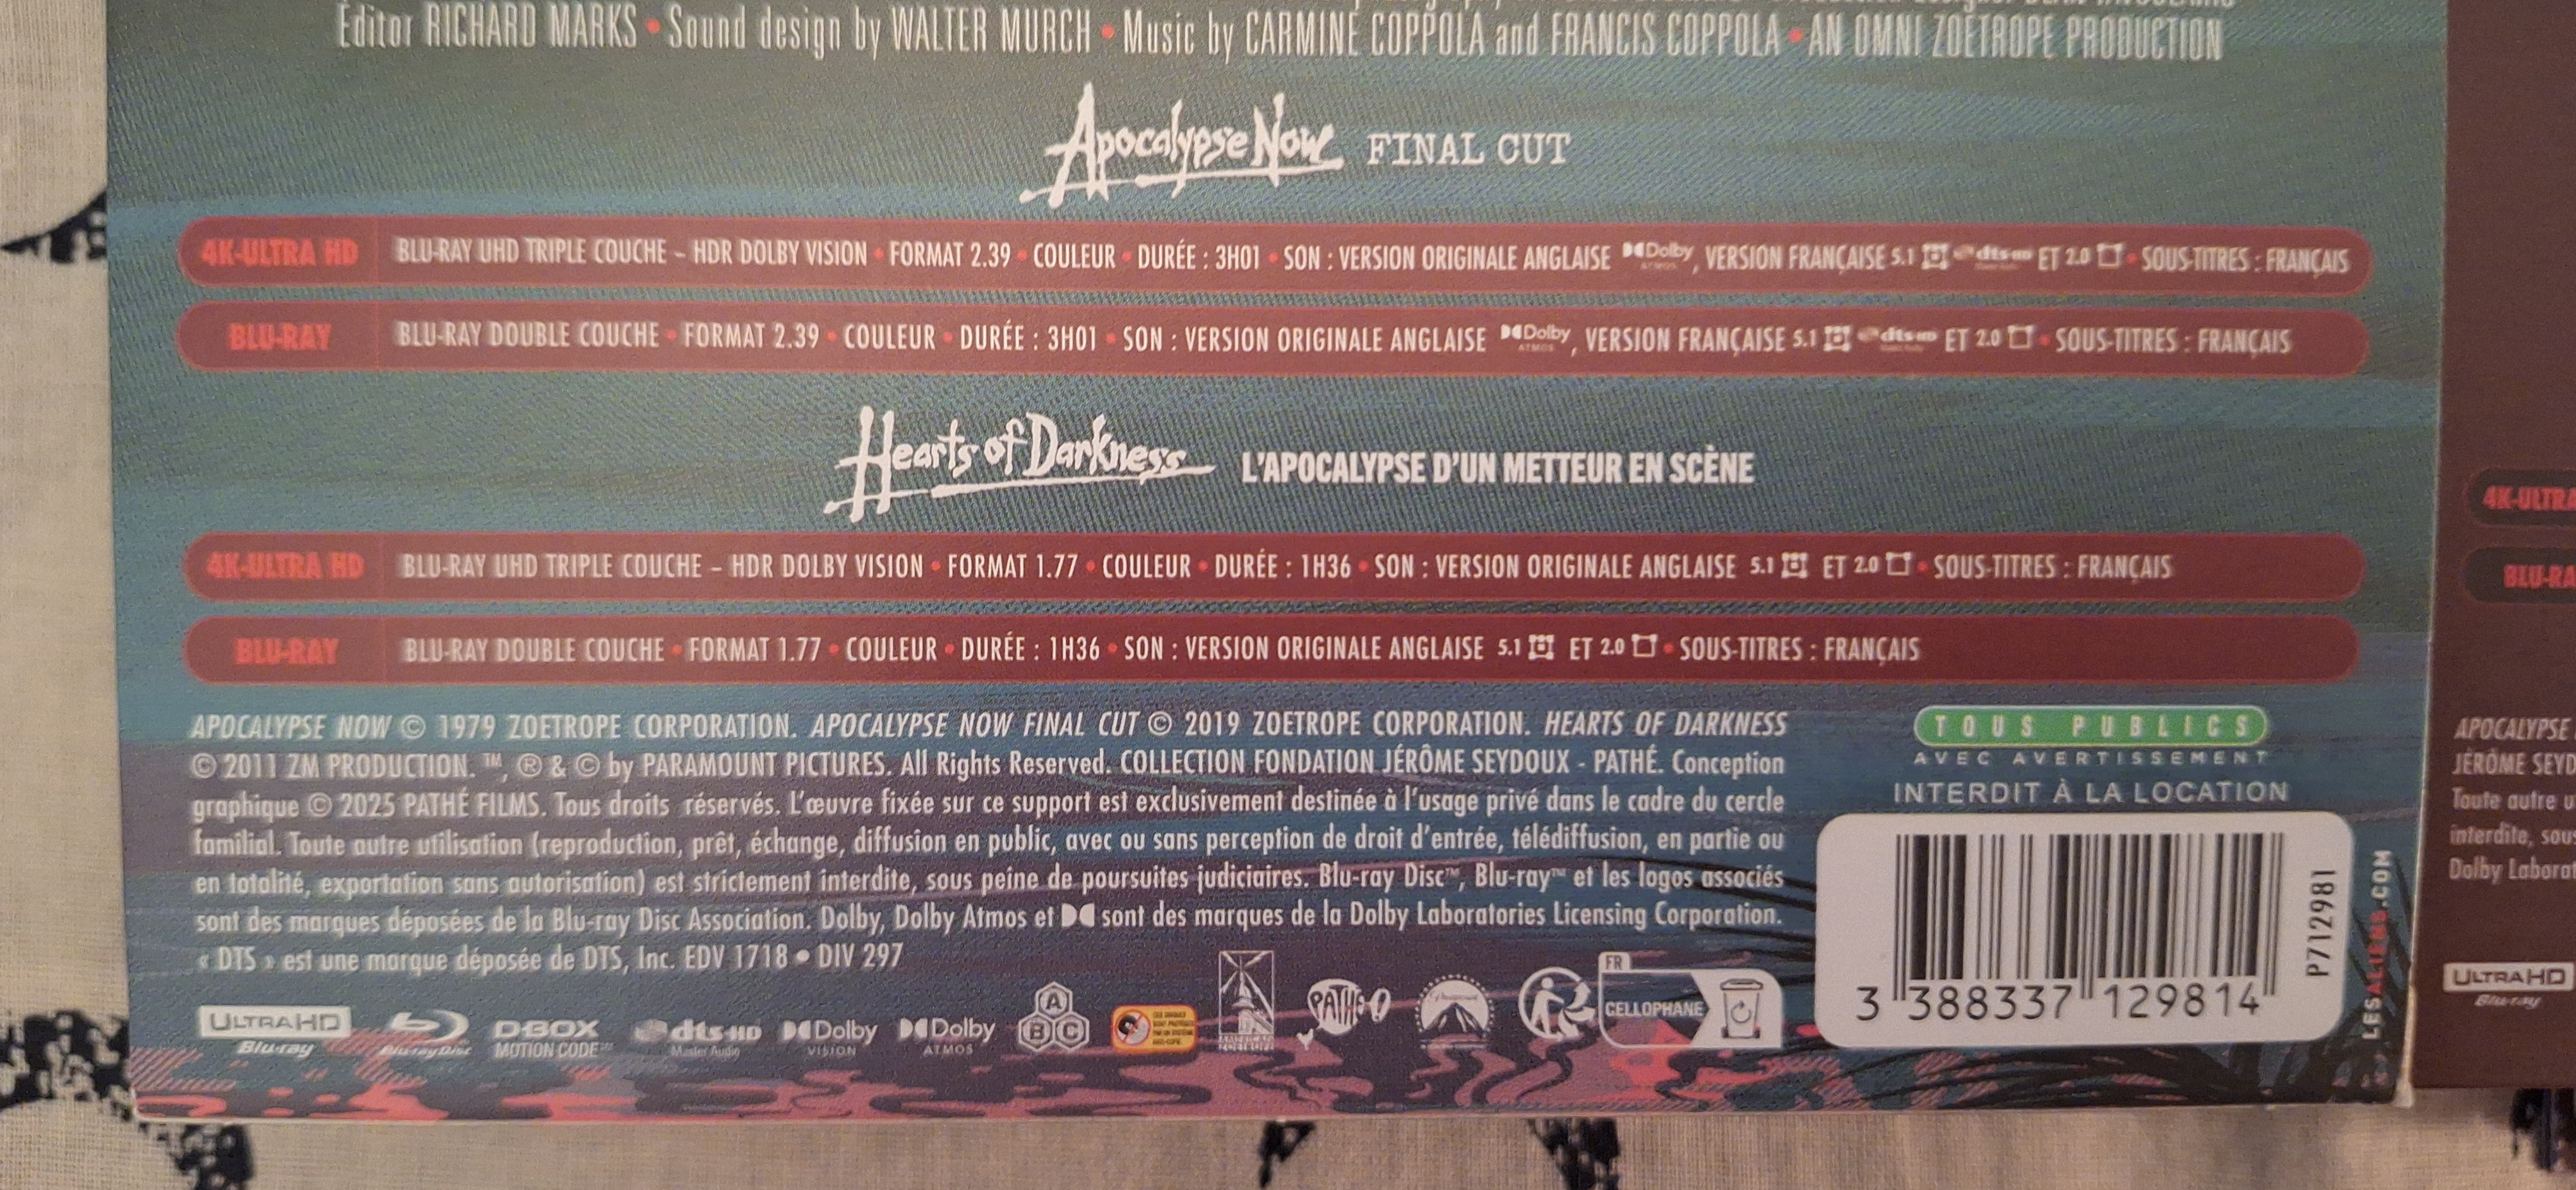 Editor RICHARD MARKS • Sound design by WALTER MURCH • Music by CARMINE COPPOLA and FRANCIS COPPOLA • AN OMNI ZOETROPE PRODUCTION
Apocalypse Now FINAL CUT
4K-ULTRA HD BLU-RAY UHD TRIPLE COUCHE – HDR DOLBY VISION • FORMAT 2.39 • COULEUR • DURÉE : 3H01 • SON : VERSION ORIGINALE ANGLAISE Dolby ATMOS, VERSION FRANÇAISE 5.1 dts-HD ET 2.0 • SOUS-TITRES : FRANÇAIS
BLU-RAY BLU-RAY DOUBLE COUCHE • FORMAT 2.39 • COULEUR • DURÉE : 3H01 • SON : VERSION ORIGINALE ANGLAISE Dolby ATMOS, VERSION FRANÇAISE 5.1 dts-HD ET 2.0 • SOUS-TITRES : FRANÇAIS
Hearts of Darkness L'APOCALYPSE D'UN METTEUR EN SCÈNE
4K-ULTRA HD BLU-RAY UHD TRIPLE COUCHE – HDR DOLBY VISION • FORMAT 1.77 • COULEUR • DURÉE : 1H36 • SON : VERSION ORIGINALE ANGLAISE 5.1 ET 2.0 • SOUS-TITRES : FRANÇAIS
BLU-RAY BLU-RAY DOUBLE COUCHE • FORMAT 1.77 • COULEUR • DURÉE : 1H36 • SON : VERSION ORIGINALE ANGLAISE 5.1 ET 2.0 • SOUS-TITRES : FRANÇAIS
APOCALYPSE NOW © 1979 ZOETROPE CORPORATION. APOCALYPSE NOW FINAL CUT © 2019 ZOETROPE CORPORATION. HEARTS OF DARKNESS
© 2011 ZM PRODUCTION. ™, ® & © by PARAMOUNT PICTURES. All Rights Reserved. COLLECTION FONDATION JÉRÔME SEYDOUX - PATHÉ. Conception
graphique © 2025 PATHÉ FILMS. Tous droits réservés. L'œuvre fixée sur ce support est exclusivement destinée à l'usage privé dans le cadre du cercle
familial. Toute autre utilisation (reproduction, prêt, échange, diffusion en public, avec ou sans perception de droit d'entrée, télédiffusion, en partie ou
en totalité, exportation sans autorisation) est strictement interdite, sous peine de poursuites judiciaires. Blu-ray Disc™, Blu-ray™ et les logos associés
sont des marques déposées de la Blu-ray Disc Association. Dolby, Dolby Atmos et sont des marques de la Dolby Laboratories Licensing Corporation.
« DTS » est une marque déposée de DTS, Inc. EDV 1718 • DIV 297
TOUS PUBLICS
AVEC AVERTISSEMENT
INTERDIT À LA LOCATION
3 388337 129814
P712981
LESALIENS.COM
ULTRA HD Blu-ray
Blu-ray Disc
D-BOX MOTION CODE
dts-HD Master Audio
Dolby VISION
Dolby ATMOS
A B C
PATHÉ
Paramount
FR
CELLOPHANE
4K-ULTRA
BLU-RA
APOCALYPSE
JÉRÔME SEYD
Toute autre
interdite, sou
Dolby Laborat
ULTRA HD
Blu-ray